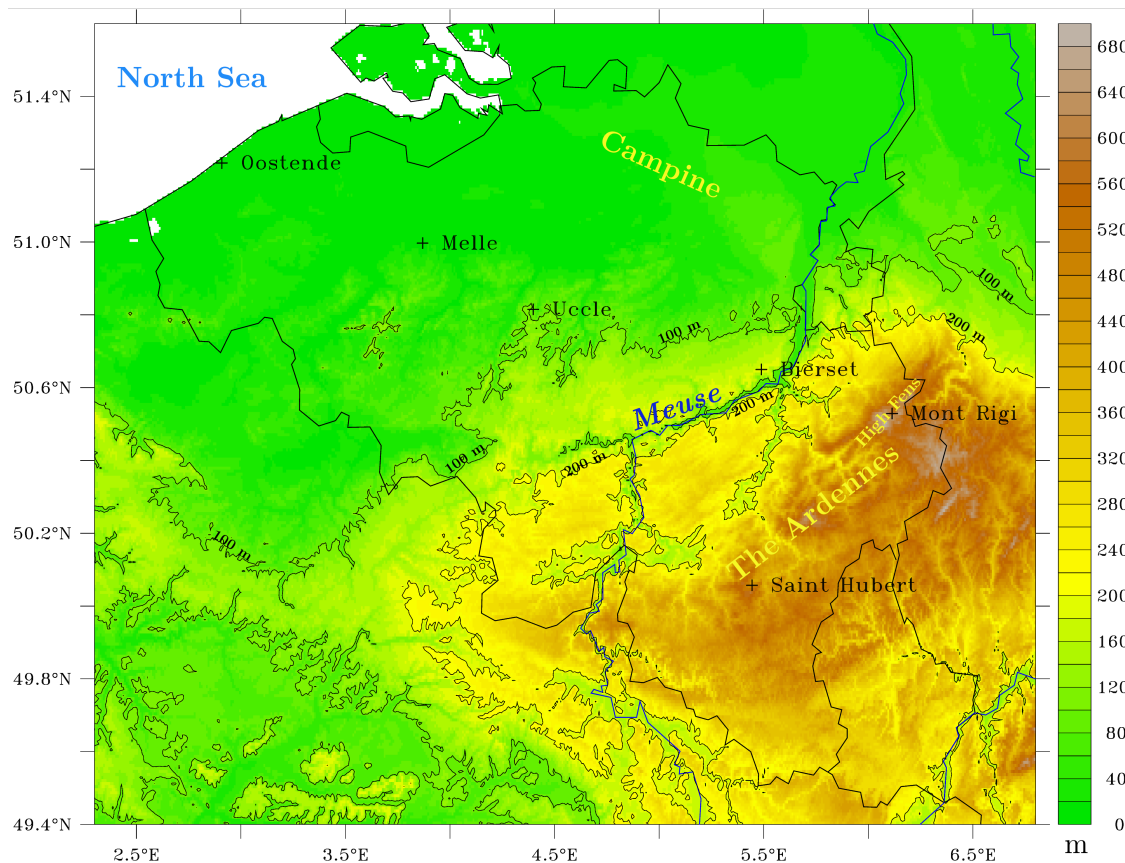 North Sea
Campine
Oostende
Melle
Uccle
100 m
100 m
200 m
Bierset
Meuse
200 m
High Fens
Mont Rigi
100 m
200 m
The Ardennes
100 m
Saint Hubert
51.4°N
51.0°N
50.6°N
50.2°N
49.8°N
49.4°N
2.5°E
3.5°E
4.5°E
5.5°E
6.5°E
680
640
600
560
520
480
440
400
360
320
280
240
200
160
120
80
40
0
m